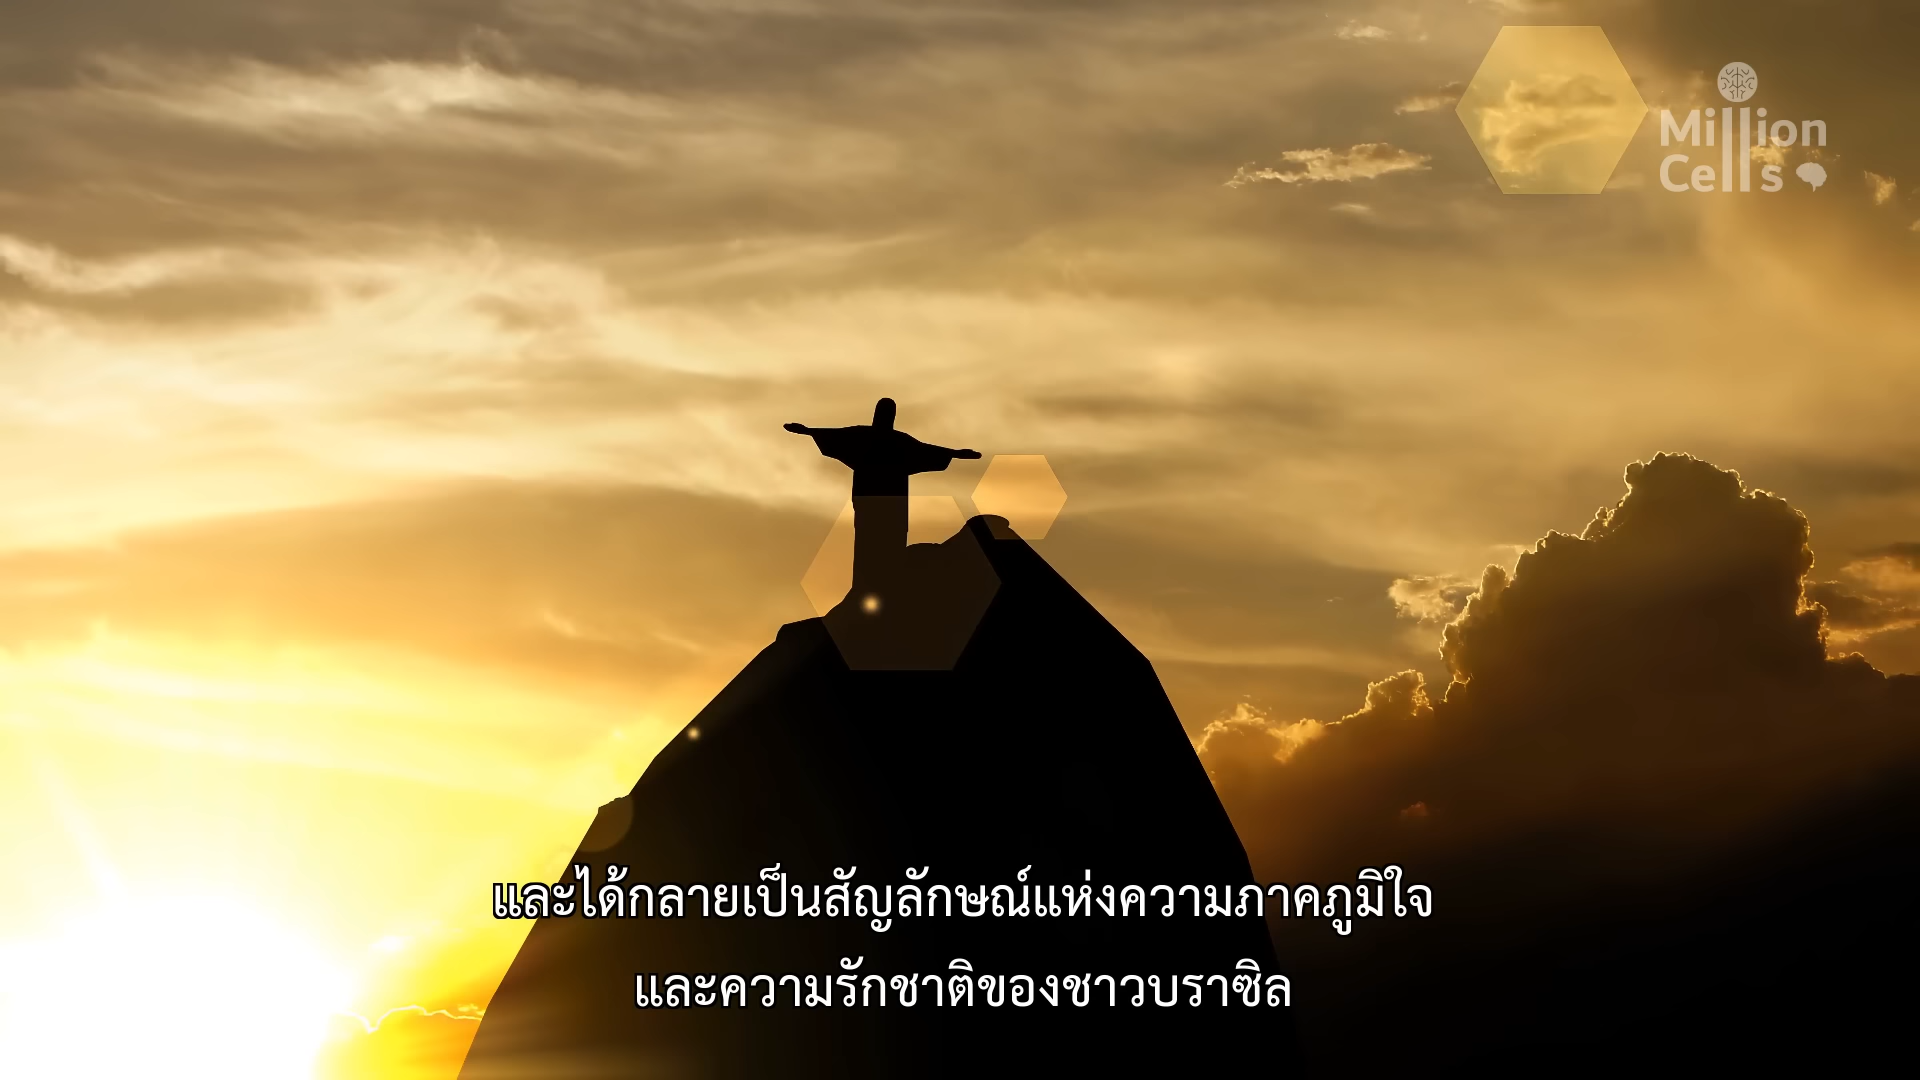 Million
Cells
และได้กลายเป็นสัญลักษณ์แห่งความภาคภูมิใจ
และความรักชาติของชาวบราซิล